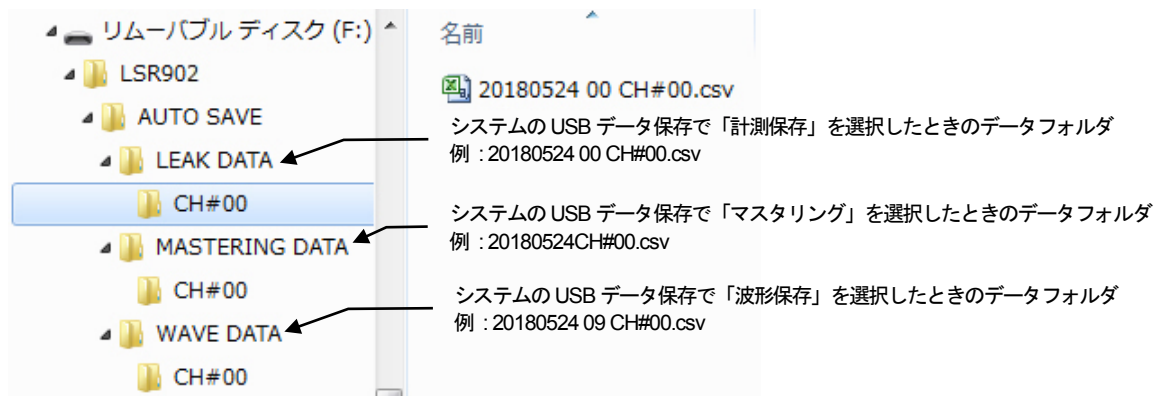 リムーバブル ディスク (F:)
LSR902
AUTO SAVE
LEAK DATA
CH#00
MASTERING DATA
CH#00
WAVE DATA
CH#00
名前
20180524 00 CH#00.csv
システムの USB データ保存で「計測保存」を選択したときのデータフォルダ
例 : 20180524 00 CH#00.csv
システムの USB データ保存で「マスタリング」を選択したときのデータフォルダ
例 : 20180524CH#00.csv
システムの USB データ保存で「波形保存」を選択したときのデータフォルダ
例 : 20180524 09 CH#00.csv